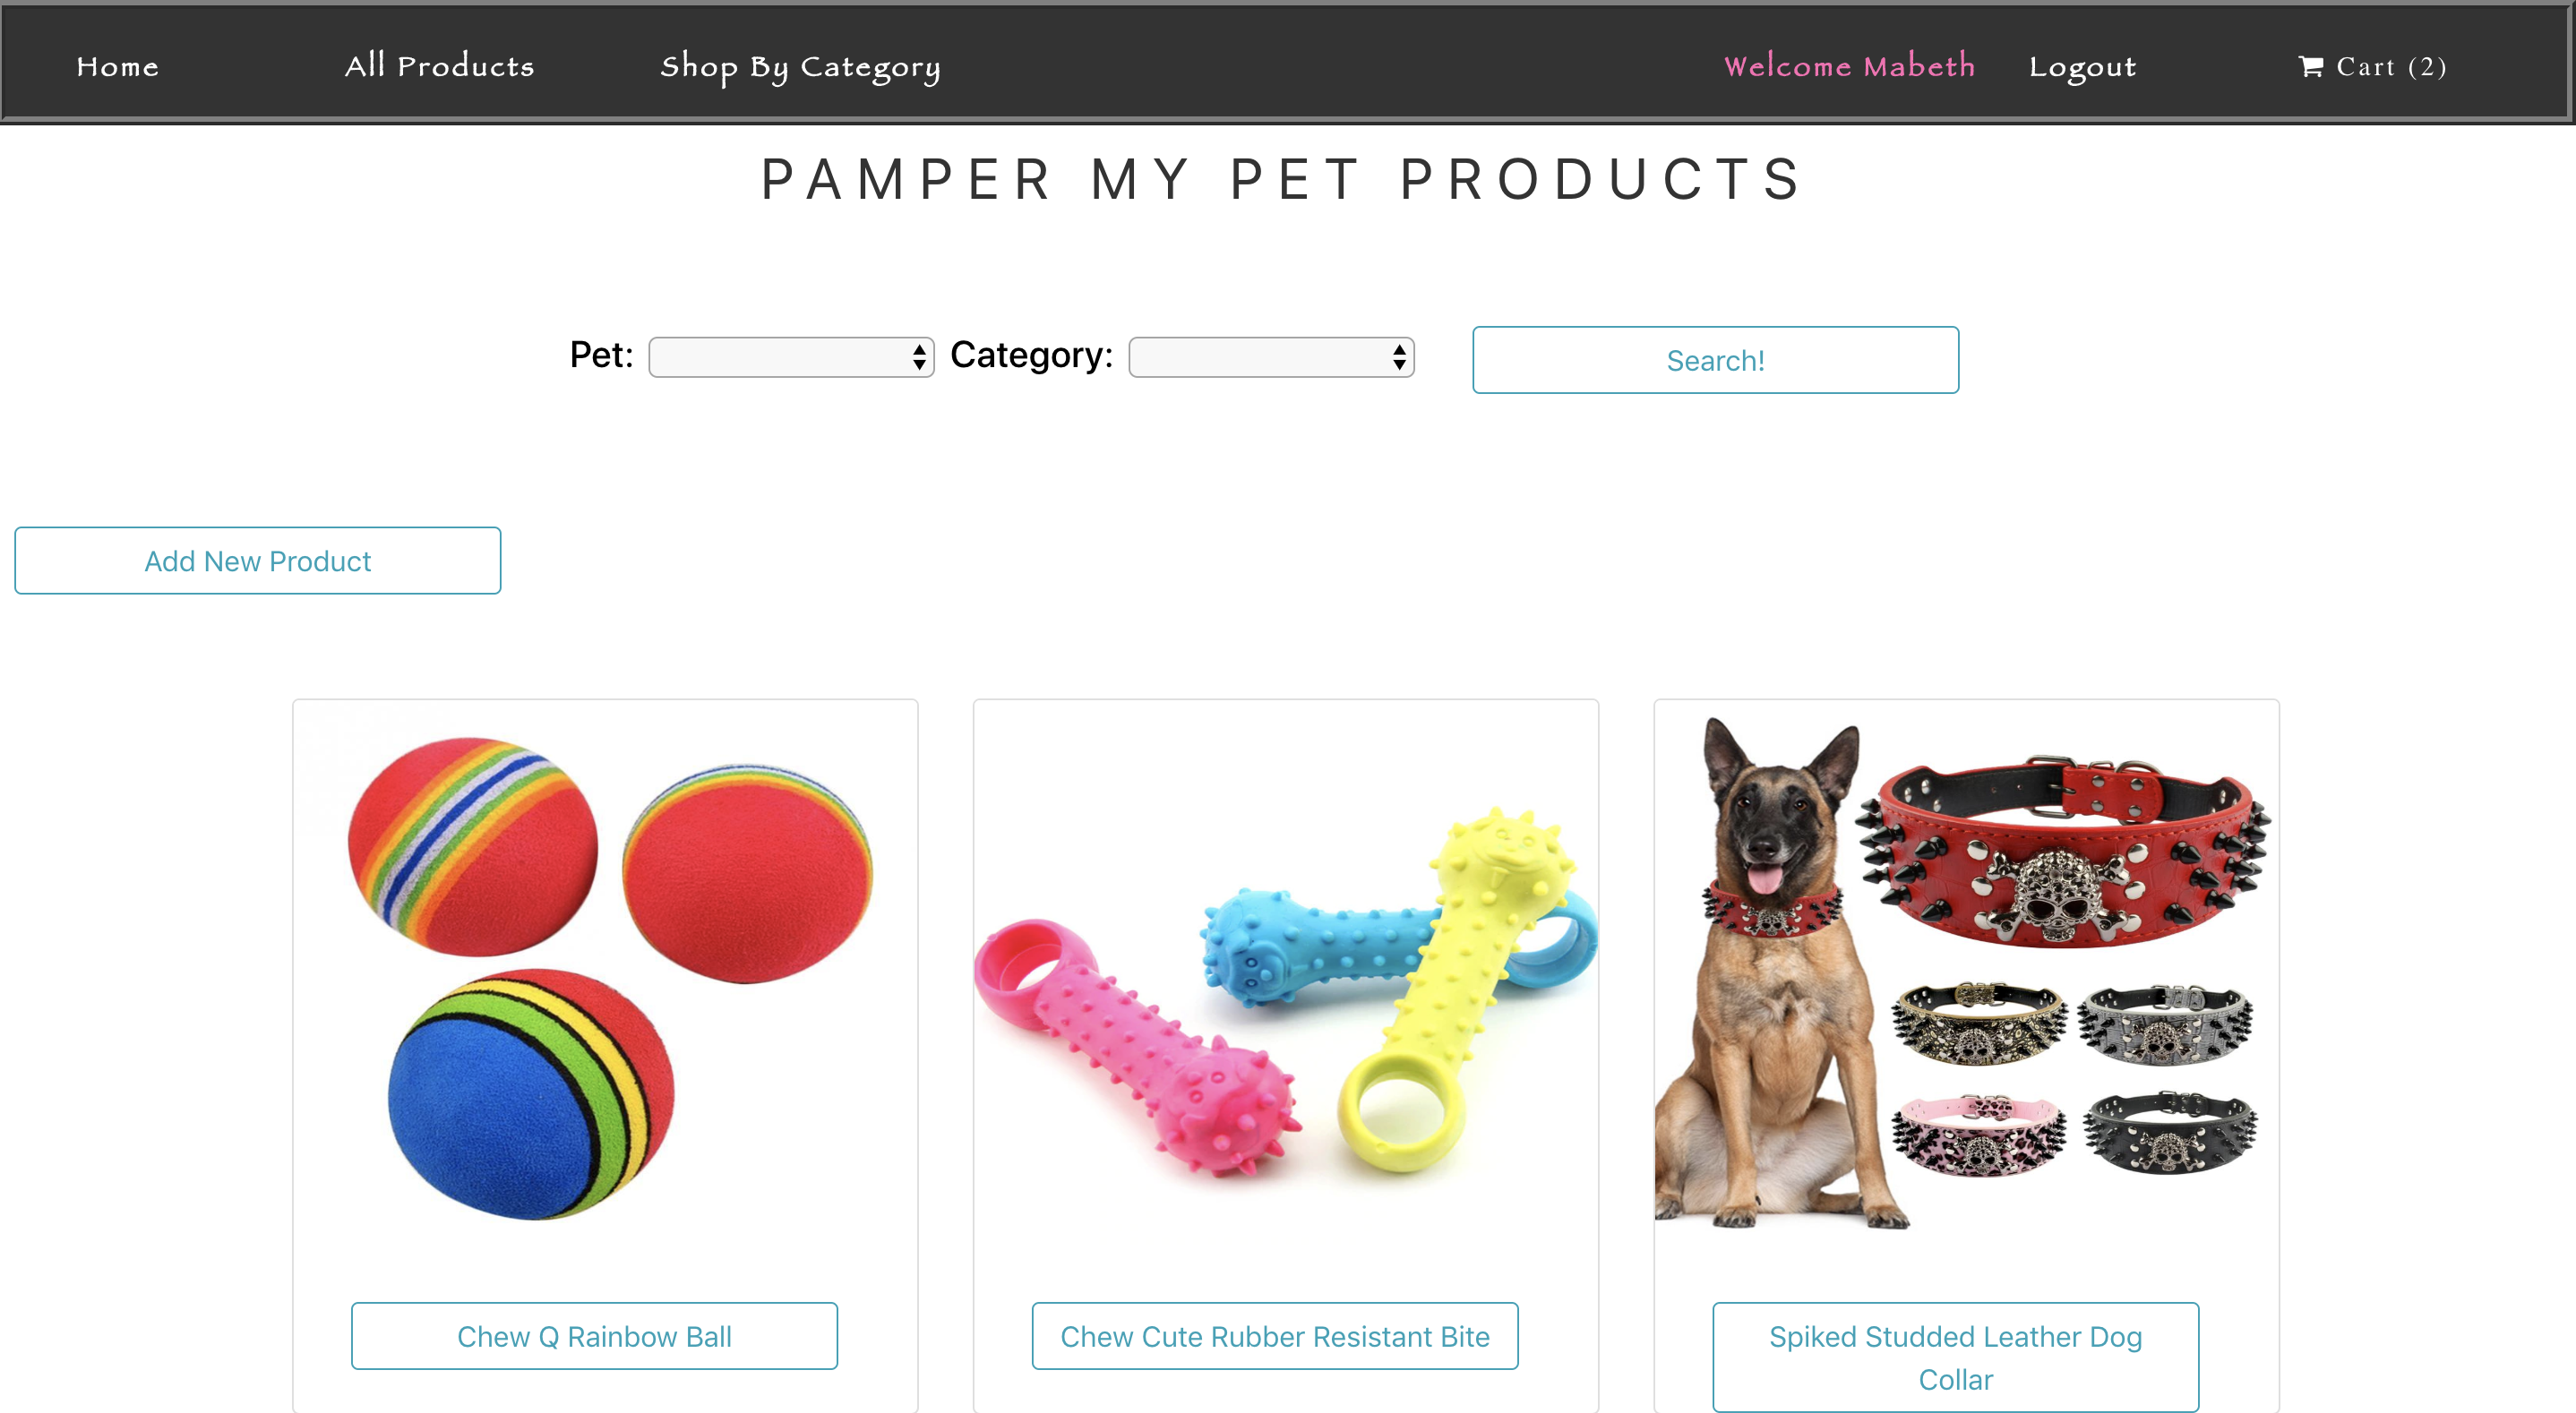 Home All Products Shop By Category Welcome Mabeth Logout Cart (2)
PAMPER MY PET PRODUCTS
Pet: Category: Search!
Add New Product
Chew Q Rainbow Ball
Chew Cute Rubber Resistant Bite
Spiked Studded Leather Dog
Collar